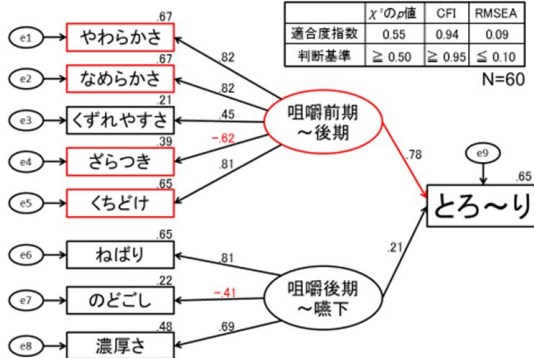 χ²のp値 CFI RMSEA
適合度指数 0.55 0.94 0.09
判断基準 ≧ 0.50 ≧ 0.95 ≦ 0.10
N=60
e1 やわらかさ .67
e2 なめらかさ .67
e3 くずれやすさ .21
e4 ざらつき .39
e5 くちどけ .65
e6 ねばり .65
e7 のどごし .22
e8 濃厚さ .48
.82
.82
.45
-.62
.81
.81
-.41
.69
咀嚼前期
～後期
咀嚼後期
～嚥下
.78
.21
e9
.65
とろ～り